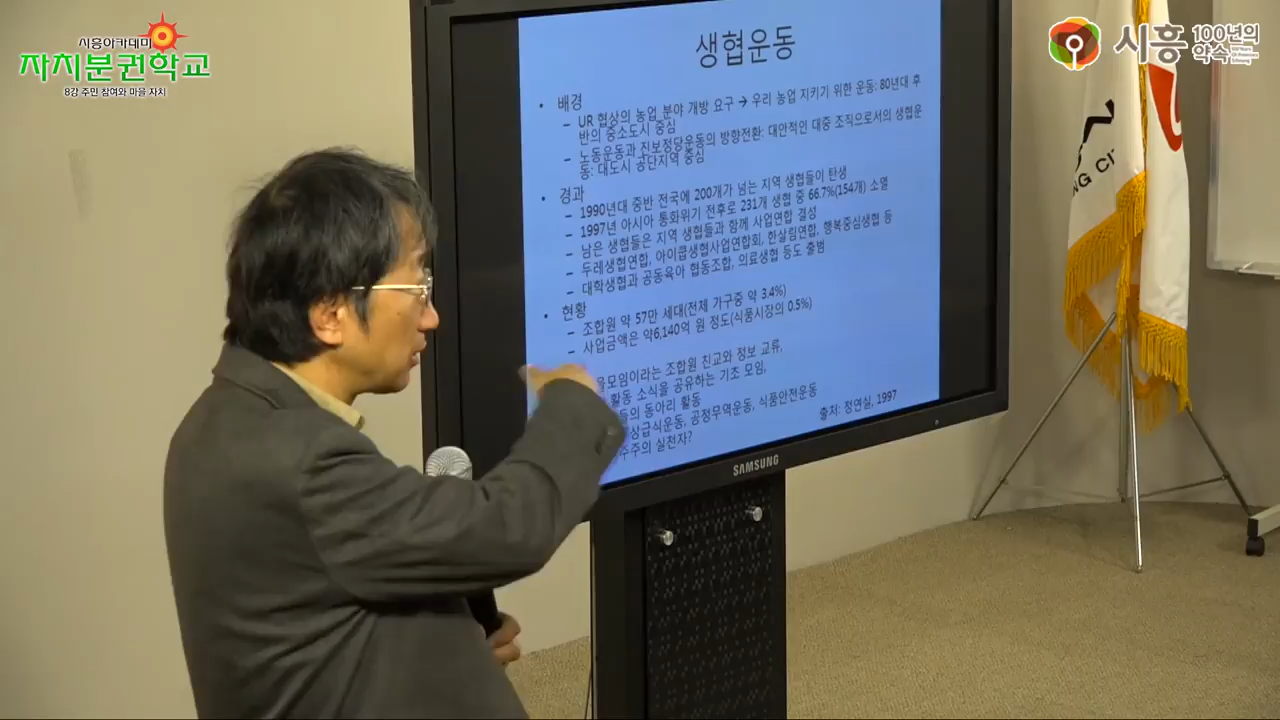 시흥아카데미
자치분권학교
8강 주민 참여와 마을 자치
시흥
100년의
약속
생협운동
• 배경
– UR 협상의 농업 분야 개방 요구 → 우리 농업 지키기 위한 운동: 80년대 후
반의 중소도시 중심
– 노동운동과 진보정당운동의 방향전환: 대안적인 대중 조직으로서의 생협운
동: 대도시 공단지역 중심
• 경과
– 1990년대 중반 전국에 200개가 넘는 지역 생협들이 탄생
– 1997년 아시아 통화위기 전후로 231개 생협 중 66.7%(154개) 소멸
– 남은 생협들은 지역 생협들과 함께 사업연합 결성
– 두레생협연합, 아이쿱생협사업연합회, 한살림연합, 행복중심생협 등
– 대학생협과 공동육아 협동조합, 의료생협 등도 출범
• 현황
– 조합원 약 57만 세대(전체 가구중 약 3.4%)
– 사업금액은 약6,140억 원 정도(식품시장의 0.5%)
을모임이라는 조합원 친교와 정보 교류,
활동 소식을 공유하는 기초 모임,
들의 동아리 활동
상급식운동, 공정무역운동, 식품안전운동
주주의 실천자?
출처: 정연실, 1997
SAMSUNG
NG CIT